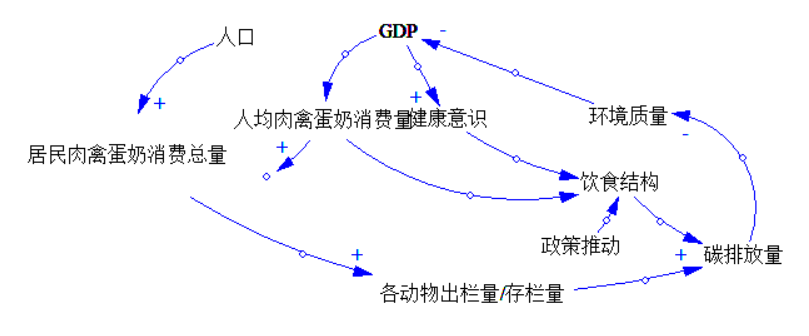 人口
GDP
-
+
人均肉禽蛋奶消费量
+
健康意识
环境质量
-
居民肉禽蛋奶消费总量
+
饮食结构
政策推动
+
各动物出栏量/存栏量
+
碳排放量